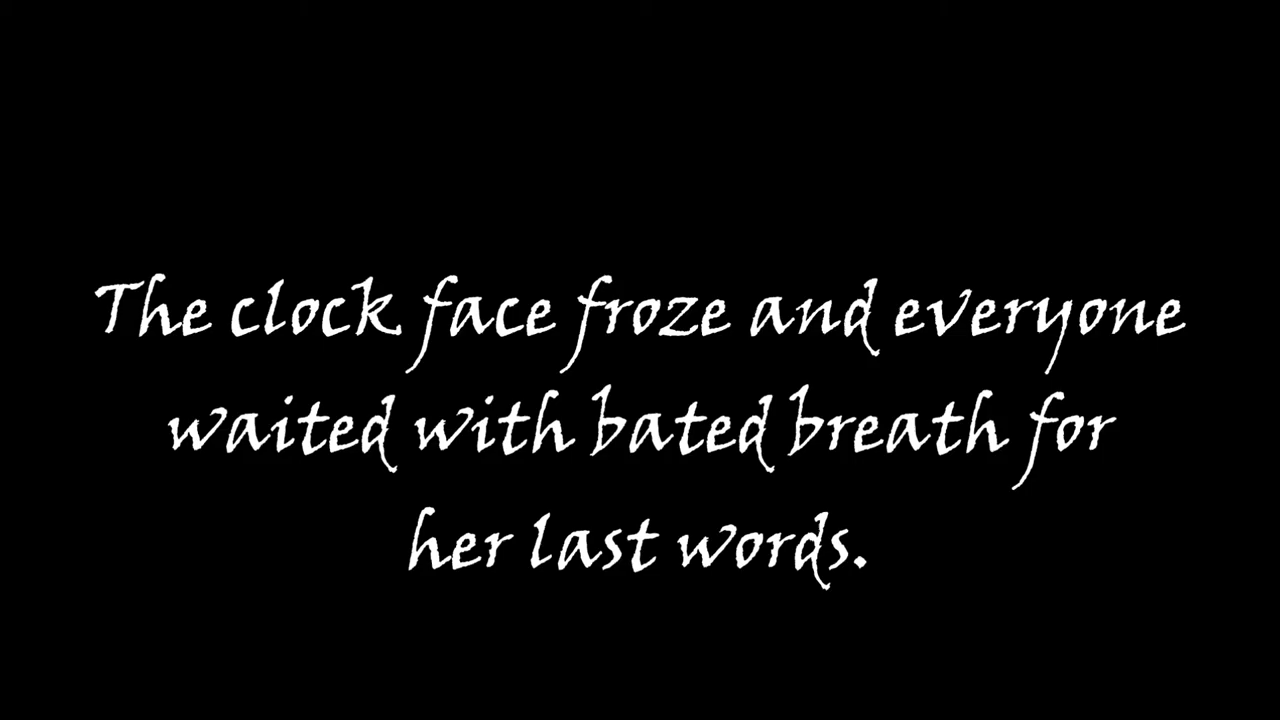 The clock face froze and everyone
waited with bated breath for
her last words.